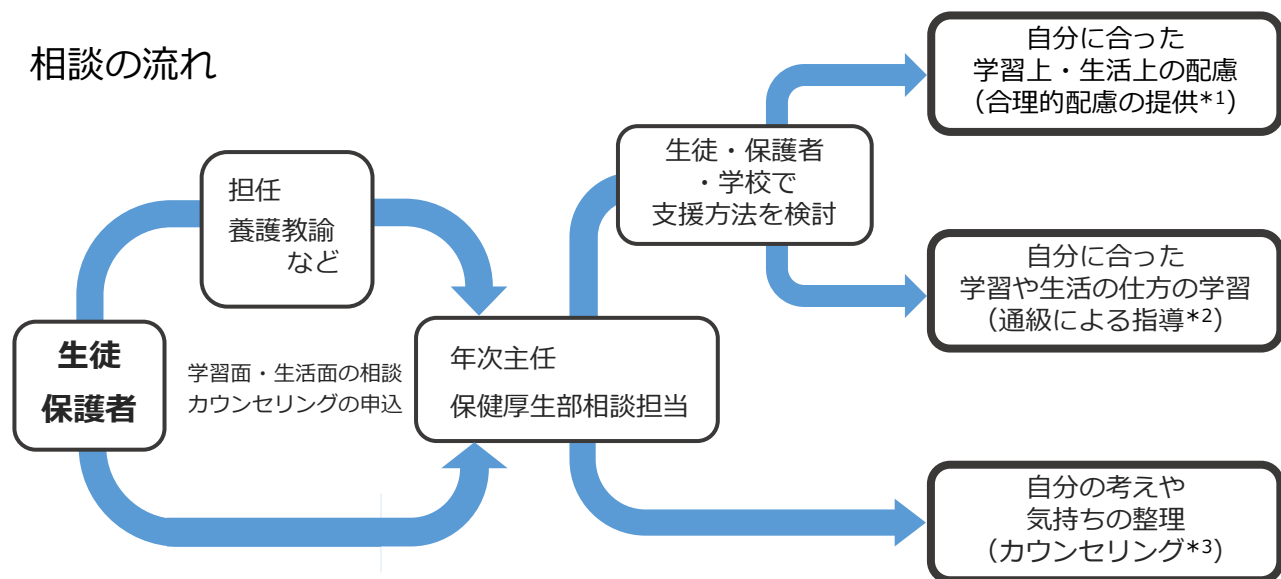 相談の流れ
生徒
保護者
担任
養護教諭
など
学習面・生活面の相談
カウンセリングの申込
年次主任
保健厚生部相談担当
生徒・保護者
・学校で
支援方法を検討
自分に合った
学習上・生活上の配慮
(合理的配慮の提供*1)
自分に合った
学習や生活の仕方の学習
(通級による指導*2)
自分の考えや
気持ちの整理
(カウンセリング*3)